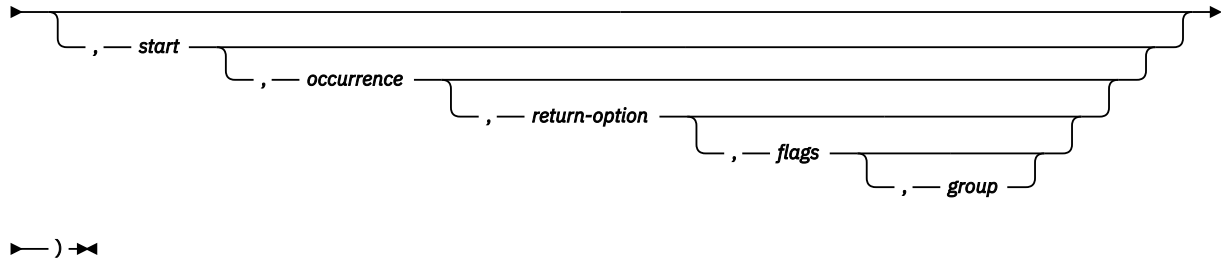 , start
, occurrence
, return-option
, flags
, group
)